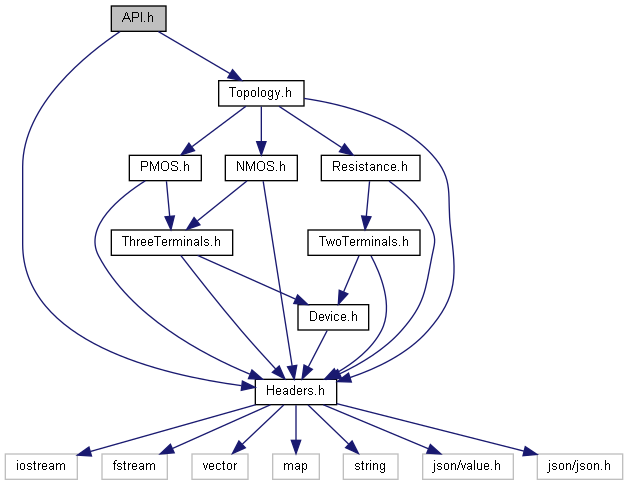 API.h
Topology.h
PMOS.h
NMOS.h
Resistance.h
ThreeTerminals.h
TwoTerminals.h
Device.h
Headers.h
iostream
fstream
vector
map
string
json/value.h
json/json.h